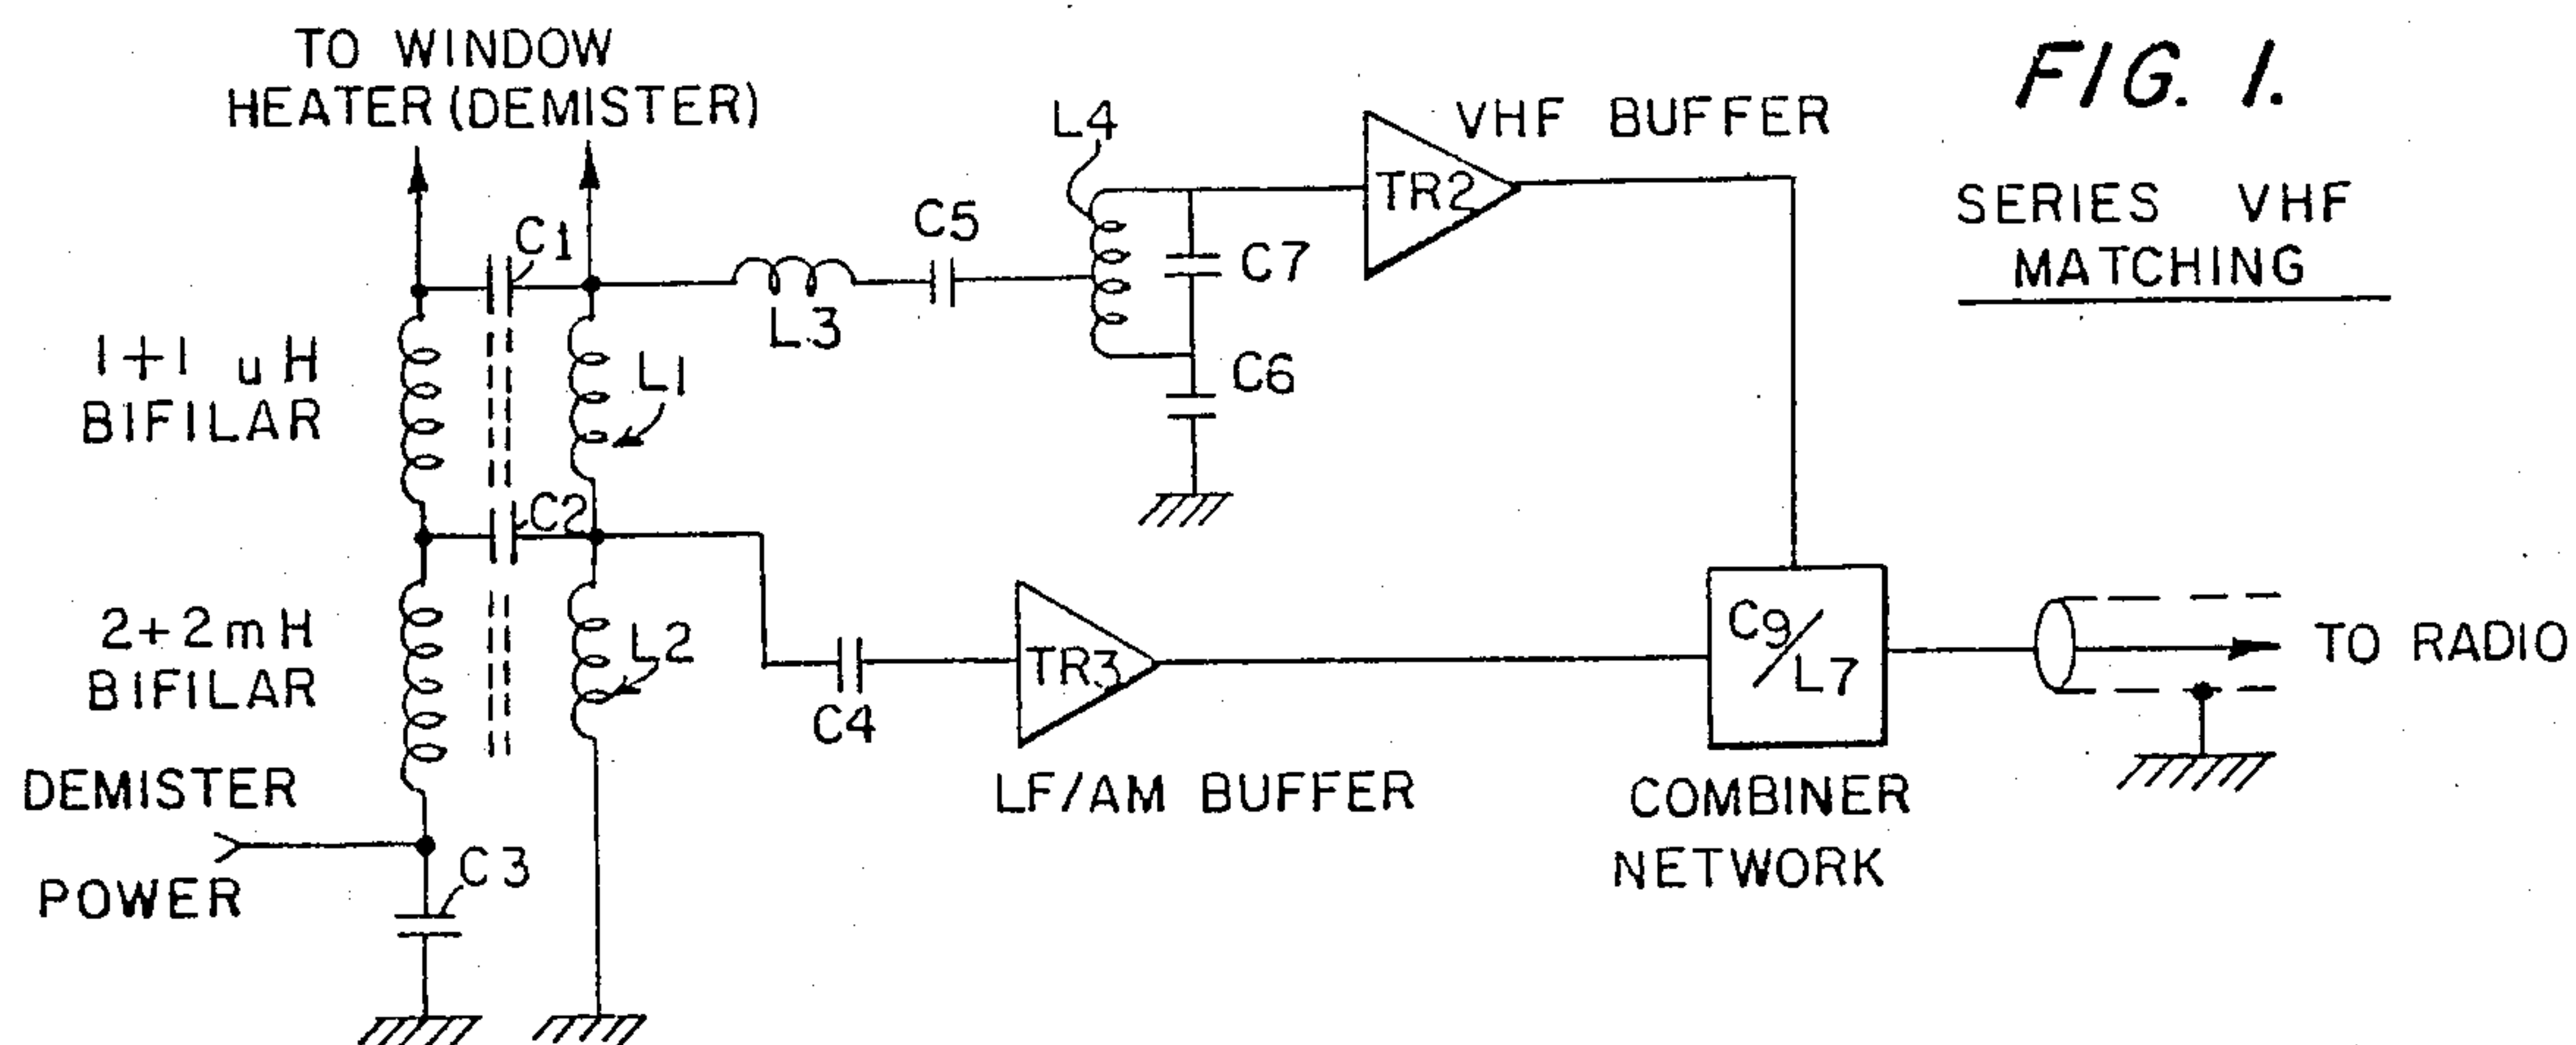 TO WINDOW
HEATER (DEMISTER)
FIG. 1.
SERIES VHF
MATCHING
L4
VHF BUFFER
TR2
C1
C5
L3
C7
C6
1+1 uH
BIFILAR
L1
C2
2+2mH
BIFILAR
L2
C4
TR3
LF/AM BUFFER
C9/L7
COMBINER
NETWORK
TO RADIO
DEMISTER
POWER
C3